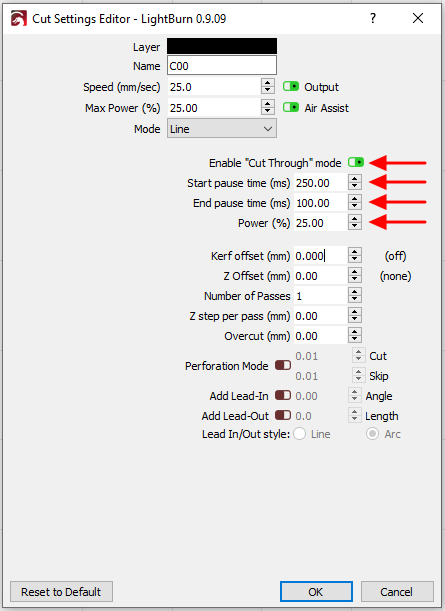 Cut Settings Editor - LightBurn 0.9.09
Layer
Name C00
Speed (mm/sec) 25.0 Output
Max Power (%) 25.00 Air Assist
Mode Line
Enable "Cut Through" mode
Start pause time (ms) 250.00
End pause time (ms) 100.00
Power (%) 25.00
Kerf offset (mm) 0.000 (off)
Z Offset (mm) 0.00 (none)
Number of Passes 1
Z step per pass (mm) 0.00
Overcut (mm) 0.00
Perforation Mode 0.01 Cut
0.01 Skip
Add Lead-In 0.00 Angle
Add Lead-Out 0.0 Length
Lead In/Out style: Line Arc
Reset to Default OK Cancel